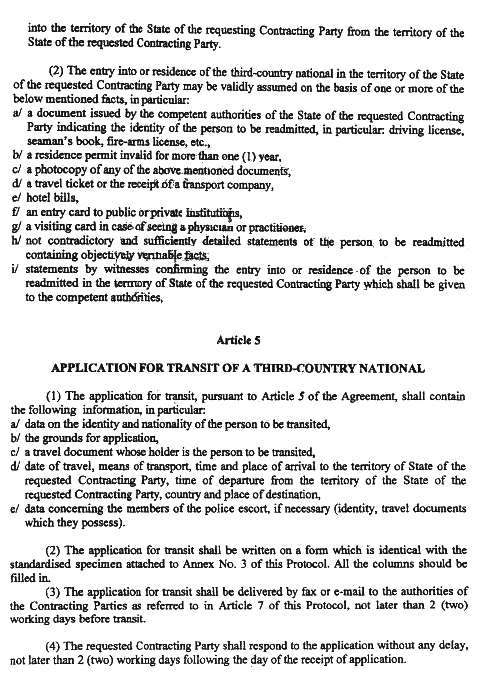 into the territory of the State of the requesting Contracting Party from the territory of the
State of the requested Contracting Party.
(2) The entry into or residence of the third-country national in the territory of the State
of the requested Contracting Party may be validly assumed on the basis of one or more of the
below mentioned facts, in particular:
a/ a document issued by the competent authorities of the State of the requested Contracting
Party indicating the identity of the person to be readmitted, in particular: driving license,
seaman's book, fire-arms license, etc.,
b/ a residence permit invalid for more than one (1) year,
c/ a photocopy of any of the above mentioned documents,
d/ a travel ticket or the receipt of a transport company,
e/ hotel bills,
f/ an entry card to public or private institutions,
g/ a visiting card in case of seeing a physician or practitioner,
h/ not contradictory and sufficiently detailed statements of the person to be readmitted
containing objectively verifiable facts,
i/ statements by witnesses confirming the entry into or residence of the person to be
readmitted in the territory of State of the requested Contracting Party which shall be given
to the competent authorities,
Article 5
APPLICATION FOR TRANSIT OF A THIRD-COUNTRY NATIONAL
(1) The application for transit, pursuant to Article 5 of the Agreement, shall contain
the following information, in particular:
a/ data on the identity and nationality of the person to be transited,
b/ the grounds for application,
c/ a travel document whose holder is the person to be transited,
d/ date of travel, means of transport, time and place of arrival to the territory of State of the
requested Contracting Party, time of departure from the territory of the State of the
requested Contracting Party, country and place of destination,
e/ data concerning the members of the police escort, if necessary (identity, travel documents
which they possess).
(2) The application for transit shall be written on a form which is identical with the
standardised specimen attached to Annex No. 3 of this Protocol. All the columns should be
filled in.
(3) The application for transit shall be delivered by fax or e-mail to the authorities of
the Contracting Parties as referred to in Article 7 of this Protocol, not later than 2 (two)
working days before transit.
(4) The requested Contracting Party shall respond to the application without any delay,
not later than 2 (two) working days following the day of the receipt of application.